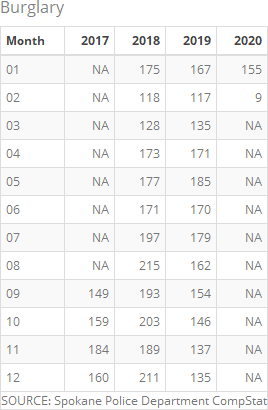 Burglary
Month 2017 2018 2019 2020
01 NA 175 167 155
02 NA 118 117 9
03 NA 128 135 NA
04 NA 173 171 NA
05 NA 177 185 NA
06 NA 171 170 NA
07 NA 197 179 NA
08 NA 215 162 NA
09 149 193 154 NA
10 159 203 146 NA
11 184 189 137 NA
12 160 211 135 NA
SOURCE: Spokane Police Department CompStat